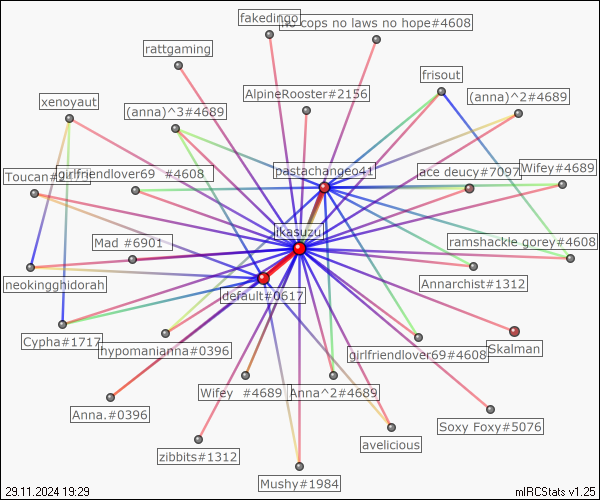 fakedingo
no cops no laws no hope#4608
rattgaming
frisout
AlpineRooster#2156
xenoyaut
(anna)^3#4689
(anna)^2#4689
pastachangeo41
ace deucy#7097
Wifey#4689
Toucan#
girlfriendlover69 #4608
ikasuzu
Mad #6901
ramshackle gorey#4608
neokingghidorah
default#0617
Annarchist#1312
Cypha#1717
hypomanianna#0396
girlfriendlover69#4608
Skalman
Wifey #4689
Anna^2#4689
Anna.#0396
Soxy Foxy#5076
avelicious
zibbits#1312
Mushy#1984
29.11.2024 19:29
mIRCStats v1.25